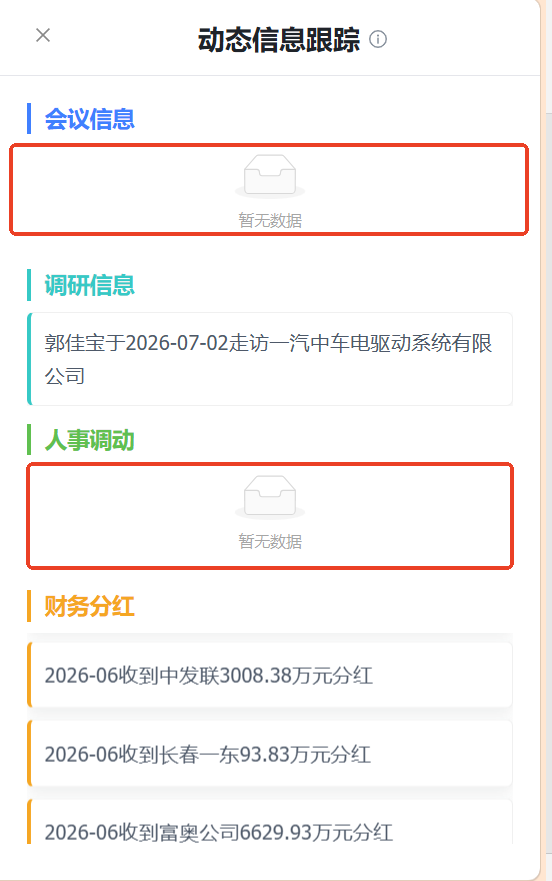 动态信息跟踪
会议信息
暂无数据
调研信息
郭佳宝于2026-07-02走访一汽中车电驱动系统有限
公司
人事调动
暂无数据
财务分红
2026-06收到中发联3008.38万元分红
2026-06收到长春一东93.83万元分红
2026-06收到富奥公司6629.93万元分红